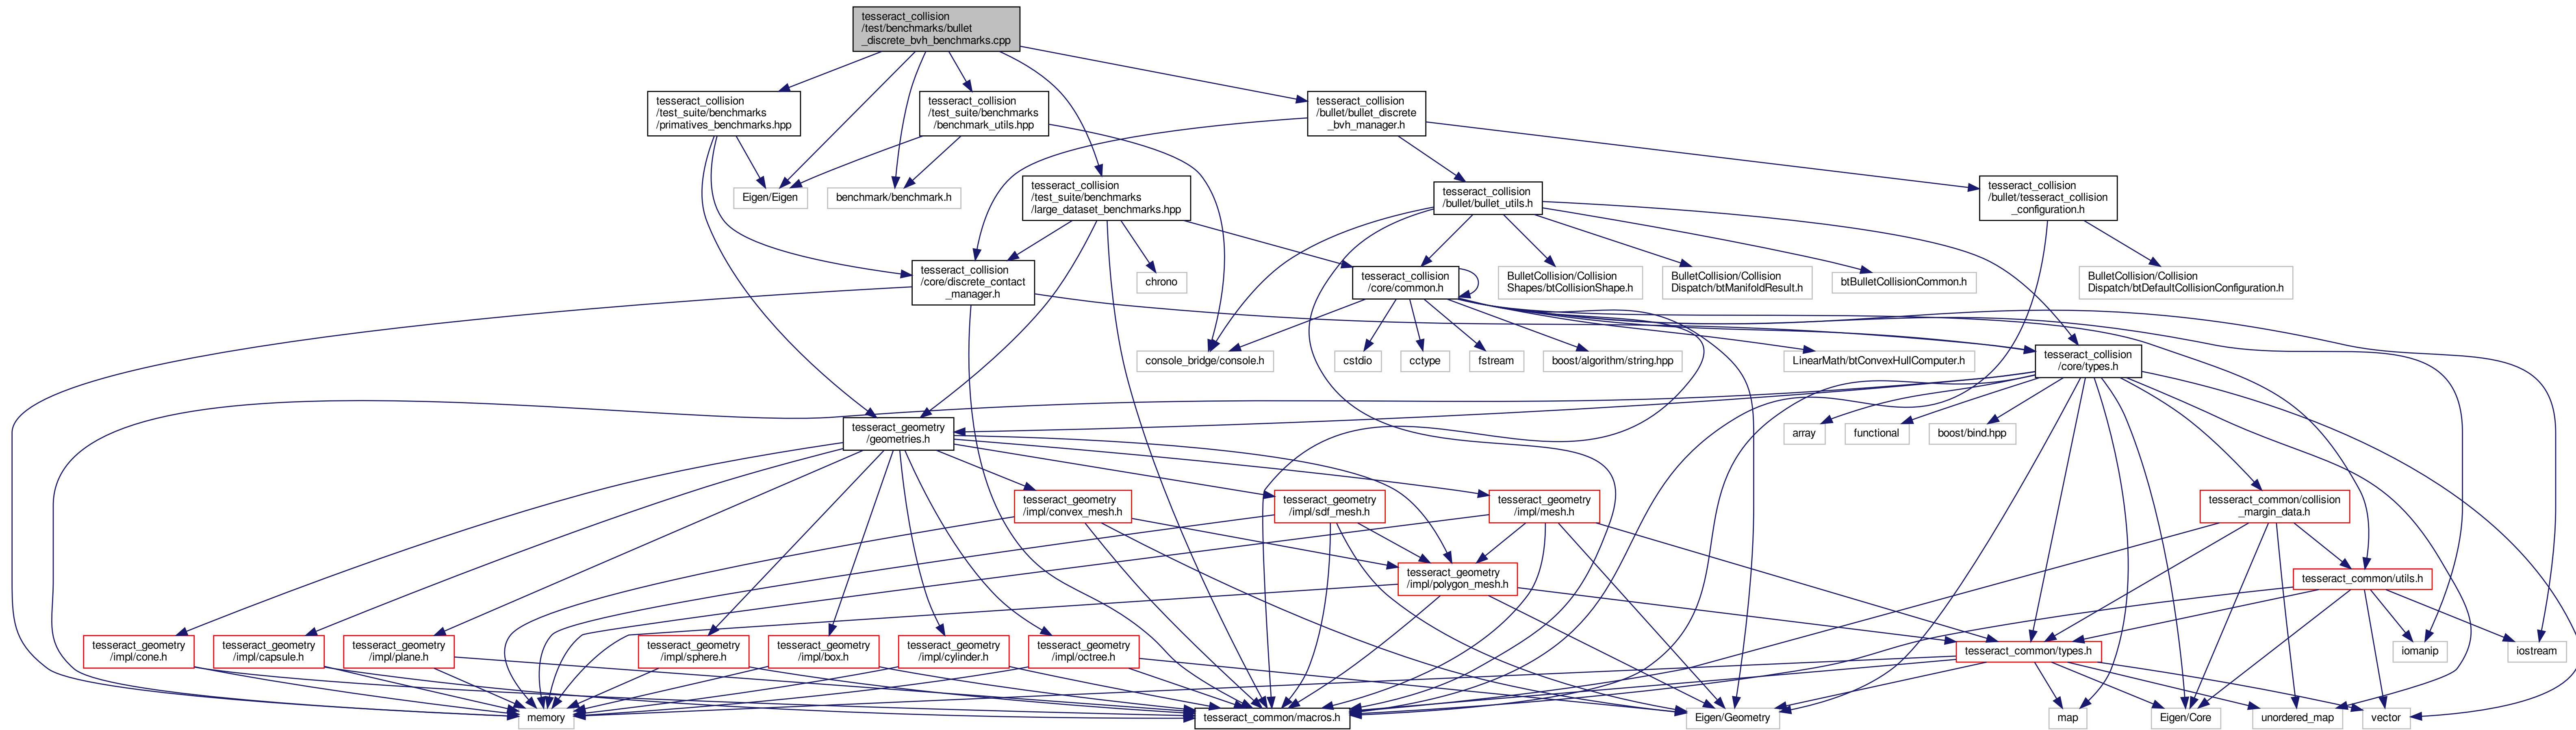 tesseract_collision
/test/benchmarks/bullet
_discrete_bvh_benchmarks.cpp
tesseract_collision
/test_suite/benchmarks
/primatives_benchmarks.hpp
tesseract_collision
/test_suite/benchmarks
/benchmark_utils.hpp
tesseract_collision
/bullet/bullet_discrete
_bvh_manager.h
Eigen/Eigen
benchmark/benchmark.h
tesseract_collision
/test_suite/benchmarks
/large_dataset_benchmarks.hpp
tesseract_collision
/bullet/bullet_utils.h
tesseract_collision
/bullet/tesseract_collision
_configuration.h
tesseract_collision
/core/discrete_contact
_manager.h
chrono
tesseract_collision
/core/common.h
BulletCollision/Collision
Shapes/btCollisionShape.h
BulletCollision/Collision
Dispatch/btManifoldResult.h
btBulletCollisionCommon.h
BulletCollision/Collision
Dispatch/btDefaultCollisionConfiguration.h
console_bridge/console.h
cstdio
cctype
fstream
boost/algorithm/string.hpp
LinearMath/btConvexHullComputer.h
tesseract_collision
/core/types.h
tesseract_geometry
/geometries.h
array
functional
boost/bind.hpp
tesseract_geometry
/impl/convex_mesh.h
tesseract_geometry
/impl/sdf_mesh.h
tesseract_geometry
/impl/mesh.h
tesseract_common/collision
_margin_data.h
tesseract_geometry
/impl/polygon_mesh.h
tesseract_common/utils.h
tesseract_geometry
/impl/cone.h
tesseract_geometry
/impl/capsule.h
tesseract_geometry
/impl/plane.h
tesseract_geometry
/impl/sphere.h
tesseract_geometry
/impl/box.h
tesseract_geometry
/impl/cylinder.h
tesseract_geometry
/impl/octree.h
tesseract_common/types.h
iomanip
iostream
memory
tesseract_common/macros.h
Eigen/Geometry
map
Eigen/Core
unordered_map
vector